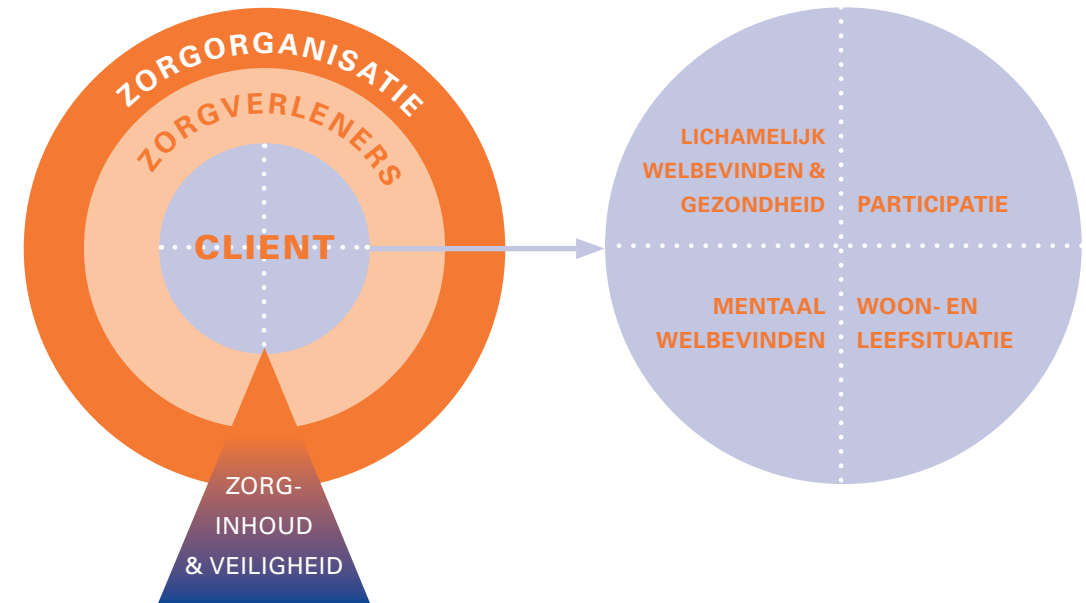 ZORGORGANISATIE
ZORGVERLENERS
CLIENT
ZORG-
INHOUD
& VEILIGHEID
LICHAMELIJK
WELBEVINDEN &
GEZONDHEID
PARTICIPATIE
MENTAAL
WELBEVINDEN
WOON- EN
LEEFSITUATIE